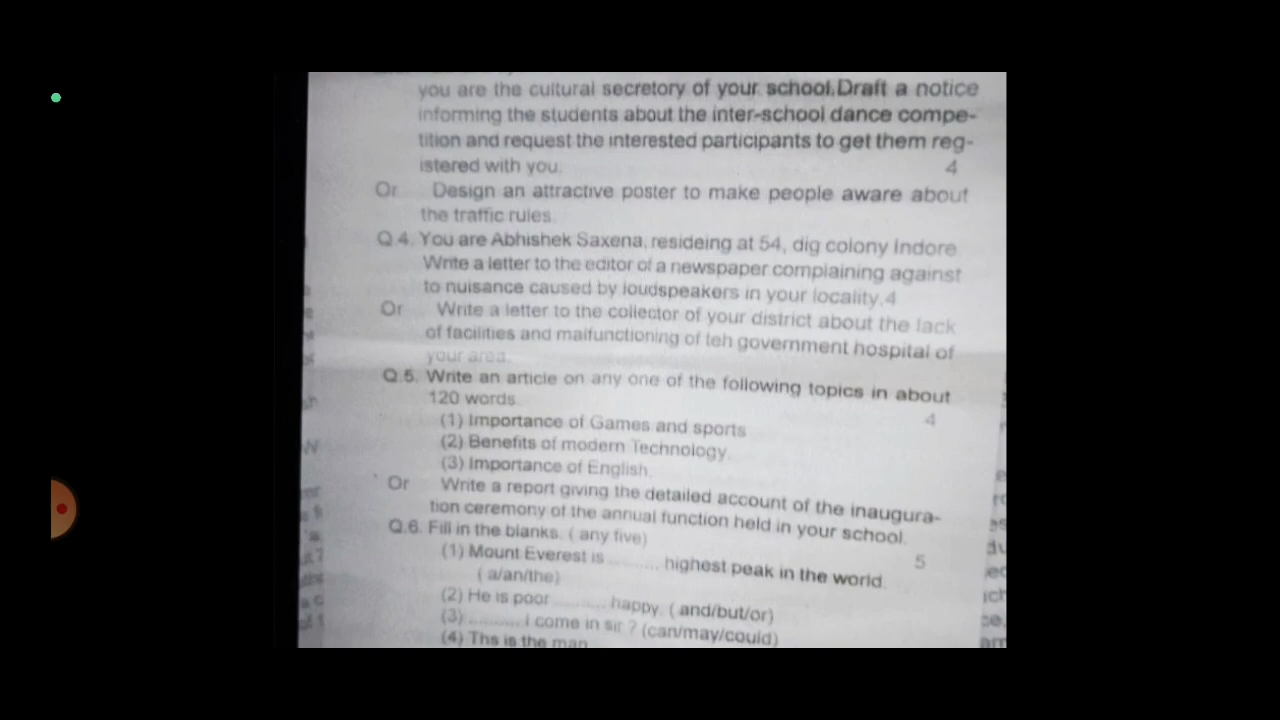 you are the cultural secretory of your school.Draft a notice
informing the students about the inter-school dance compe-
tition and request the interested participants to get them reg-
istered with you. 4
Or Design an attractive poster to make people aware about
the traffic rules.
Q.4. You are Abhishek Saxena, resideing at 54, dig colony Indore.
Write a letter to the editor of a newspaper complaining against
to nuisance caused by loudspeakers in your locality.4
Or Write a letter to the collector of your district about the lack
of facilities and malfunctioning of teh government hospital of
your area.
Q.5. Write an article on any one of the following topics in about
120 words. 4
(1) Importance of Games and sports
(2) Benefits of modern Technology.
(3) Importance of English.
Or Write a report giving the detailed account of the inaugura-
tion ceremony of the annual function held in your school.
Q.6. Fill in the blanks. ( any five) 5
(1) Mount Everest is .......... highest peak in the world.
( a/an/the)
(2) He is poor .......... happy. ( and/but/or)
(3) .......... I come in sir ? (can/may/could)
(4) Ths is the man